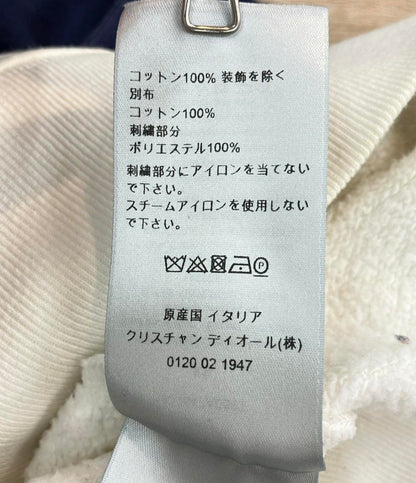 コットン100% 装飾を除く
別布
コットン100%
刺繍部分
ポリエステル100%
刺繍部分にアイロンを当てない
で下さい。
スチームアイロンを使用しない
で下さい。
P
原産国 イタリア
クリスチャン ディオール(株)
0120 02 1947